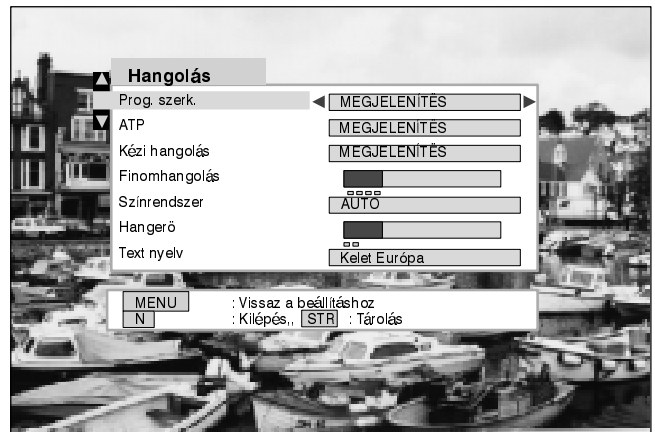 Hangolás
Prog. szerk. MEGJELENÍTÉS
ATP MEGJELENÍTÉS
Kézi hangolás MEGJELENÍTÉS
Finomhangolás
Színrendszer AUTO
Hangerö
Text nyelv Kelet Európa
MENU : Vissaz a beállításhoz
N : Kilépés,, STR : Tárolás